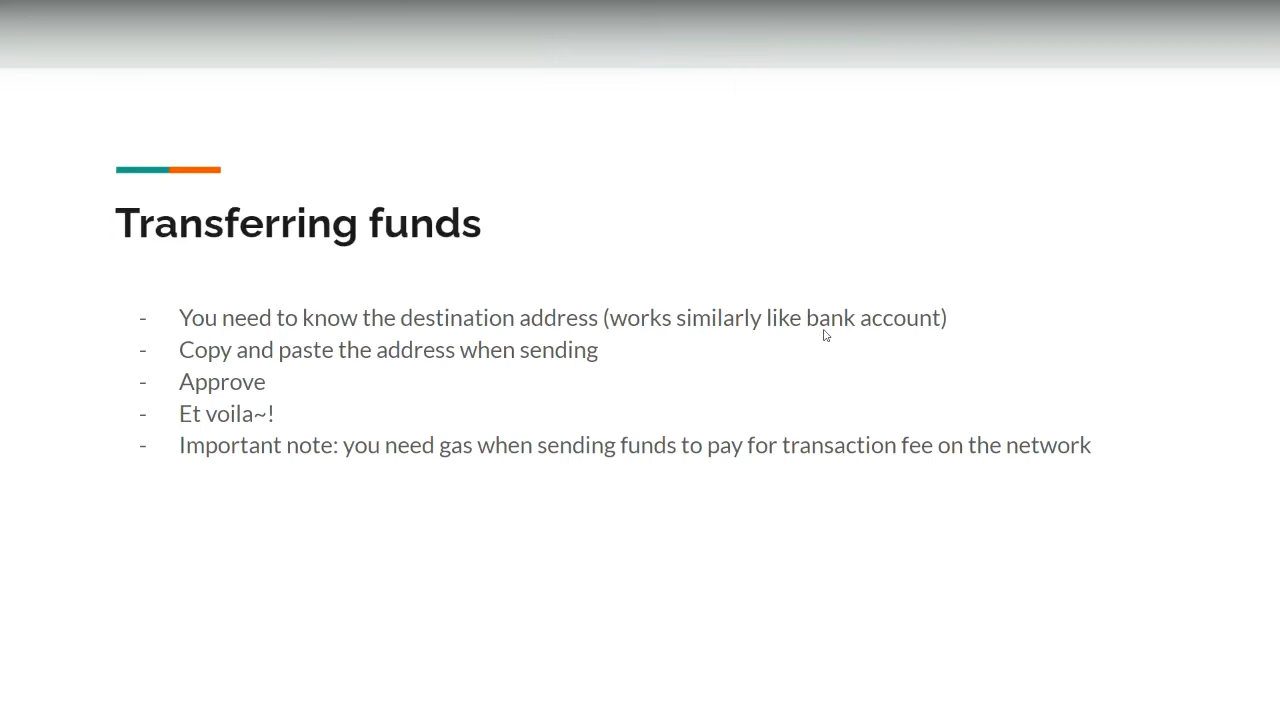 Transferring funds
- You need to know the destination address (works similarly like bank account)
- Copy and paste the address when sending
- Approve
- Et voila~!
- Important note: you need gas when sending funds to pay for transaction fee on the network